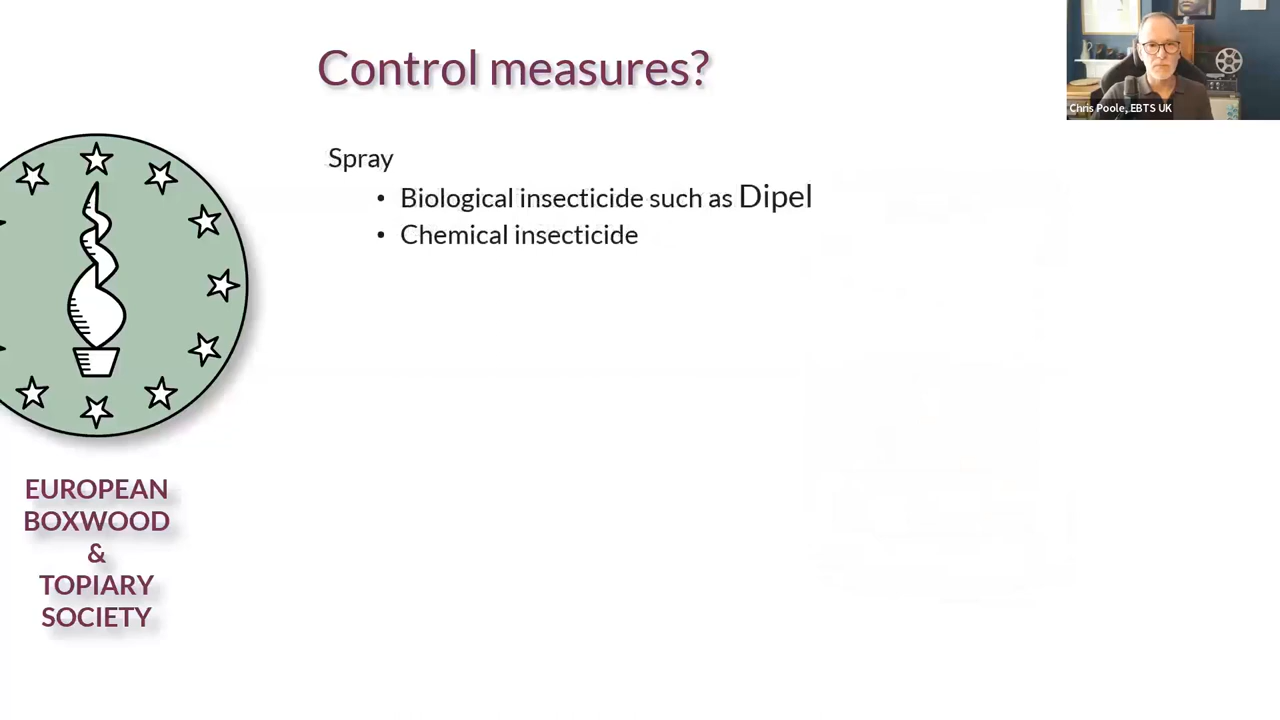 Control measures?
Chris Poole, EBTS UK
Spray
• Biological insecticide such as Dipel
• Chemical insecticide
EUROPEAN
BOXWOOD
&
TOPIARY
SOCIETY